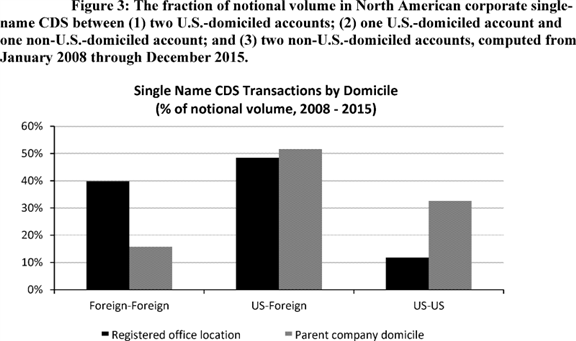 Figure 3: The fraction of notional volume in North American corporate single-
name CDS between (1) two U.S.-domiciled accounts; (2) one U.S.-domiciled account and
one non-U.S.-domiciled account; and (3) two non-U.S.-domiciled accounts, computed from
January 2008 through December 2015.
Single Name CDS Transactions by Domicile
(% of notional volume, 2008 - 2015)
60%
50%
40%
30%
20%
10%
0%
Foreign-Foreign US-Foreign US-US
Registered office location Parent company domicile